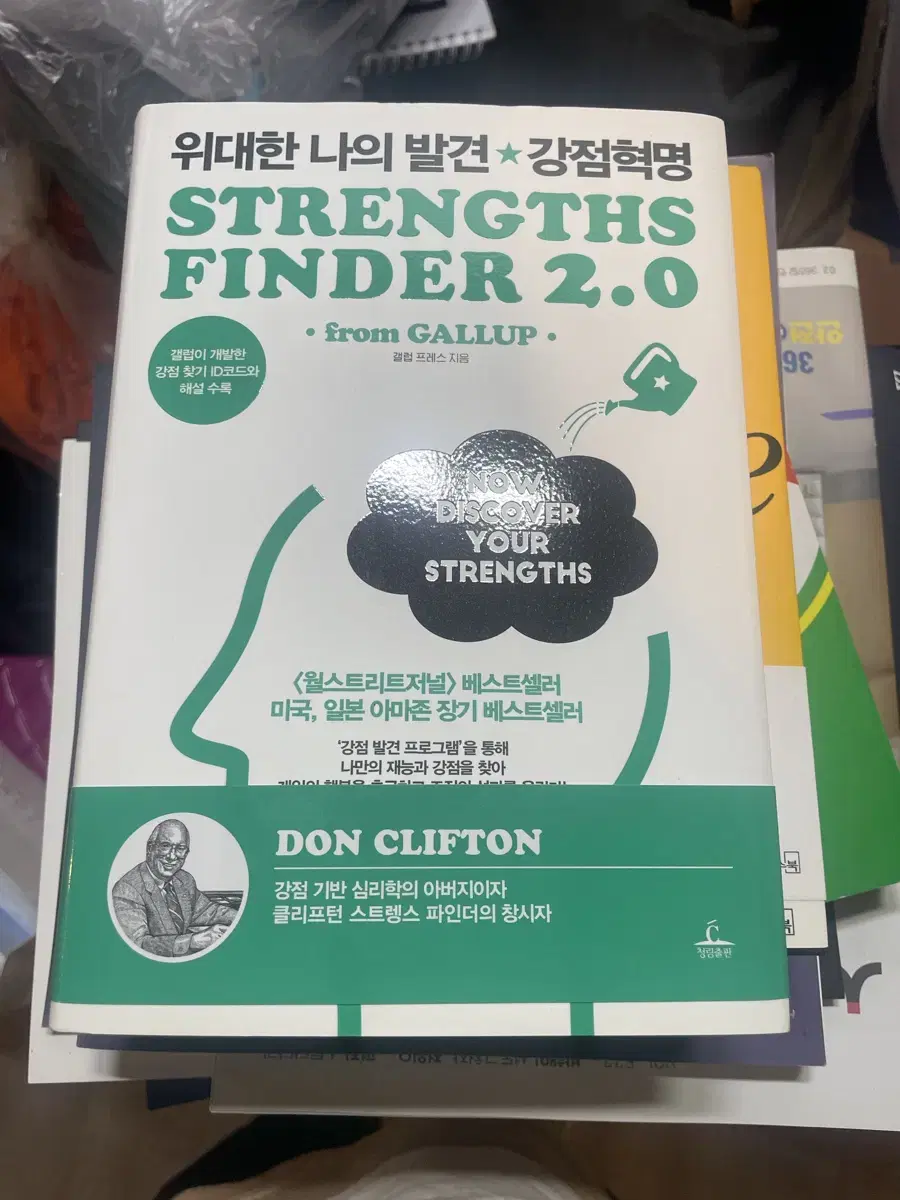 위대한 나의 발견★강점혁명
STRENGTHS
FINDER 2.0
• from GALLUP •
갤럽 프레스 지음
갤럽이 개발한
강점 찾기 ID코드와
해설 수록
NOW,
DISCOVER
YOUR
STRENGTHS
〈월스트리트저널〉 베스트셀러
미국, 일본 아마존 장기 베스트셀러
‘강점 발견 프로그램’을 통해
나만의 재능과 강점을 찾아
DON CLIFTON
강점 기반 심리학의 아버지이자
클리프턴 스트렝스 파인더의 창시자
청림출판
e
북
북